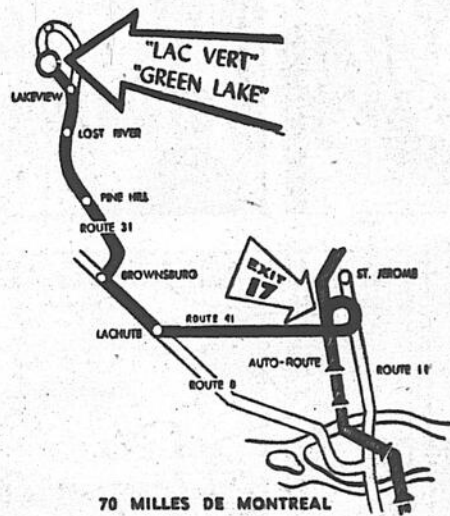 "LAC VERT"
"GREEN LAKE"
LAKEVIEW
LOST RIVER
PINE HILL
ROUTE 31
BROWNSBURG
EXIT
17
ST. JEROME
LACHUTE
ROUTE 41
AUTO-ROUTE
ROUTE 11
ROUTE 8
70 MILLES DE MONTREAL